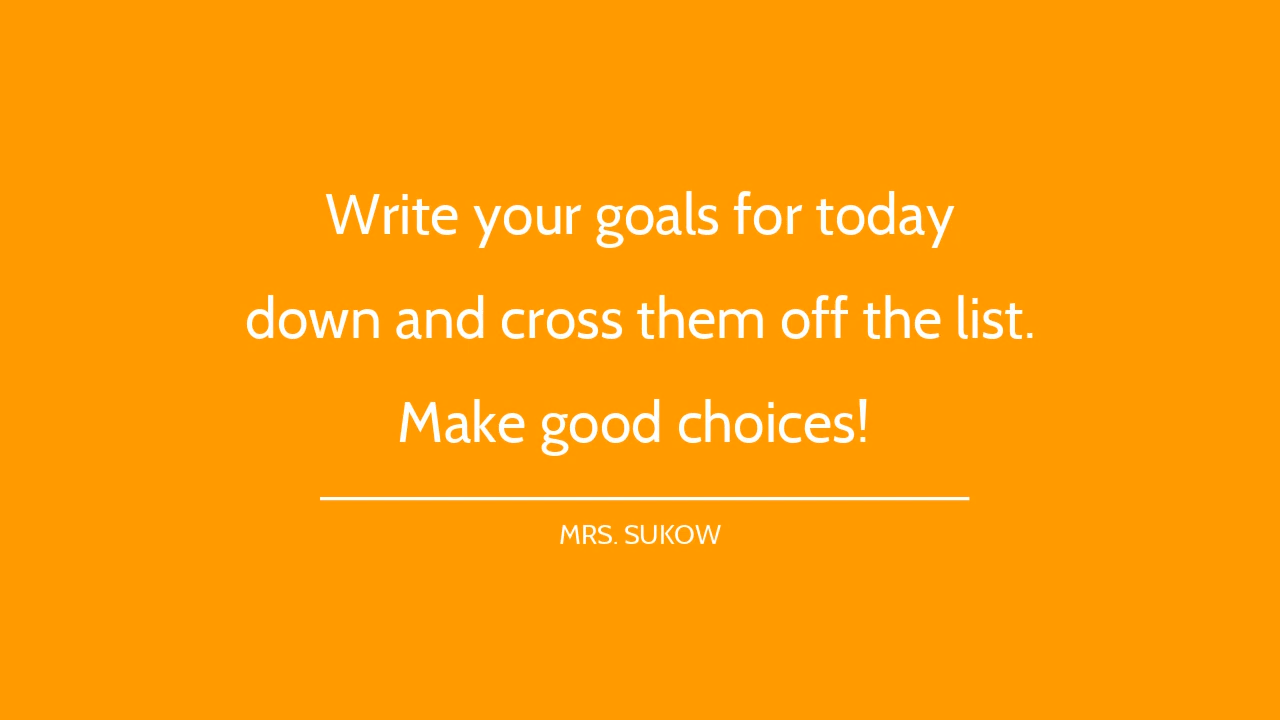 Write your goals for today
down and cross them off the list.
Make good choices!
MRS. SUKOW